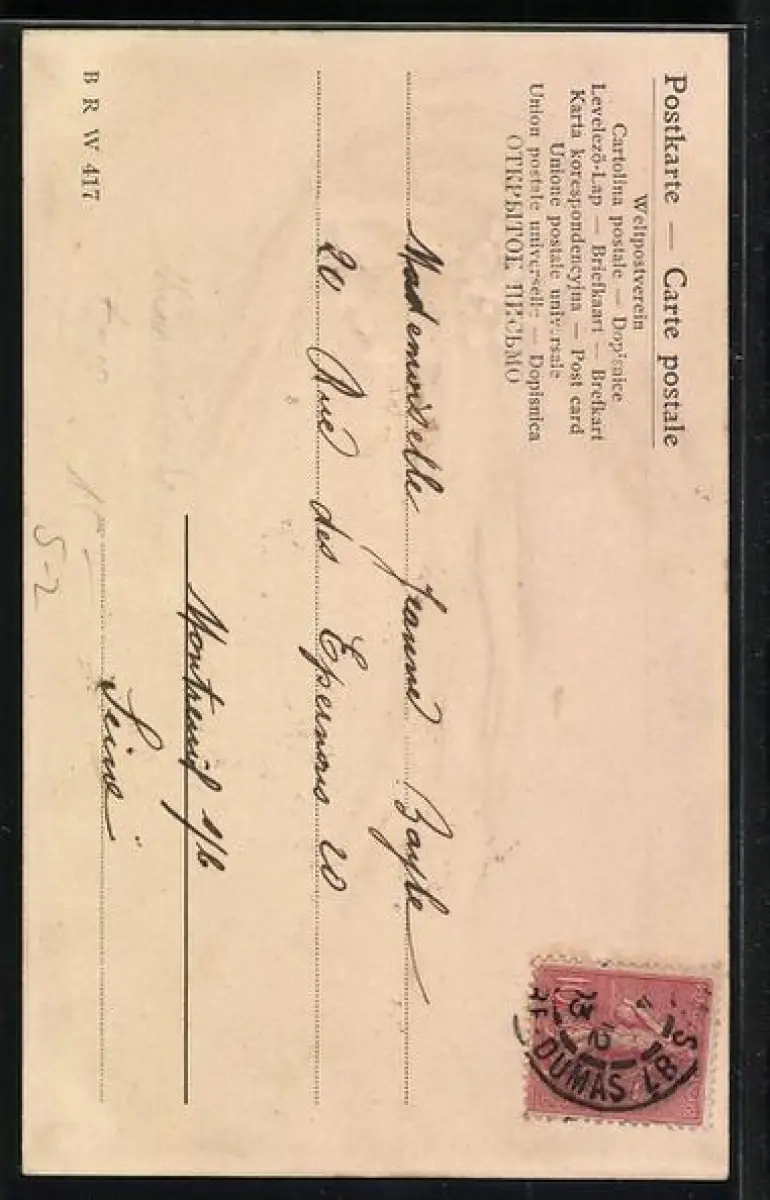 Postkarte — Carte postale
Weltpostverein
Cartolina postale — Dopisnice
Levelező-Lap — Briefkaart — Brefkort
Karta korespondencyjna — Post card
Unione postale universale
Union postale universelle — Dopisnica
ОТКРЫТОЕ ПИСЬМО
DUMAS
Mademoiselle Jeanne Bayle
20 Rue des Epernons 20
Montreuil s/b
Seine
5-2
B R W 417